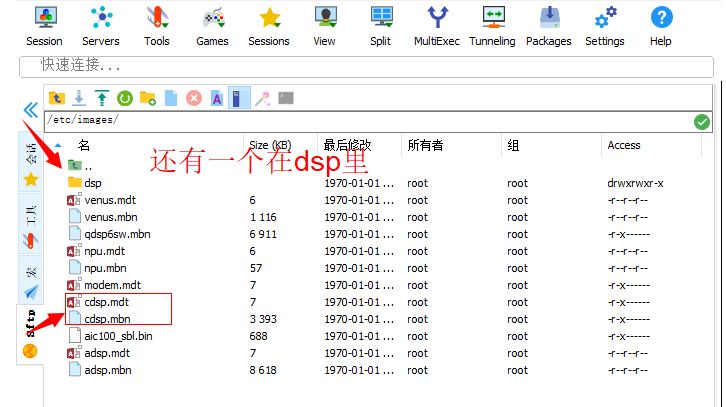 Session Servers Tools Games Sessions View Split MultiExec Tunneling Packages Settings Help
快速连接...
/etc/images/
名 Size (KB) 最后修改 所有者 组 Access
还有一个在dsp里
..
dsp 1970-01-01 ... root root drwxrwxr-x
venus.mdt 6 1970-01-01 ... root root -r--r--r--
venus.mbn 1 116 1970-01-01 ... root root -r--r--r--
qdsp6sw.mbn 6 911 1970-01-01 ... root root -r-x------
npu.mdt 6 1970-01-01 ... root root -r--r--r--
npu.mbn 57 1970-01-01 ... root root -r--r--r--
modem.mdt 7 1970-01-01 ... root root -r-x------
cdsp.mdt 7 1970-01-01 ... root root -r-x------
cdsp.mbn 3 393 1970-01-01 ... root root -r-x------
aic100_sbl.bin 688 1970-01-01 ... root root -r-x------
adsp.mdt 7 1970-01-01 ... root root -r--r--r--
adsp.mbn 8 618 1970-01-01 ... root root -r--r--r--
会话
工具
宏
Sftp